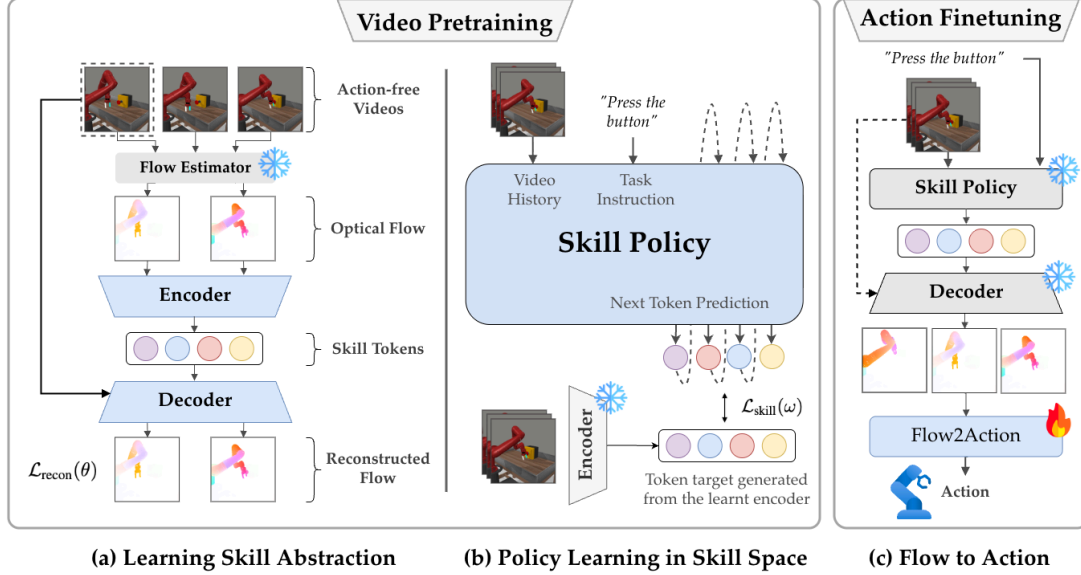 Video Pretraining
Action-free
Videos
Flow Estimator
Optical Flow
Encoder
Skill Tokens
Decoder
ℒrecon(θ)
Reconstructed
Flow
(a) Learning Skill Abstraction
"Press the
button"
Video
History
Task
Instruction
Skill Policy
Next Token Prediction
ℒskill(ω)
Encoder
Token target generated
from the learnt encoder
(b) Policy Learning in Skill Space
Action Finetuning
"Press the button"
Skill Policy
Decoder
Flow2Action
Action
(c) Flow to Action